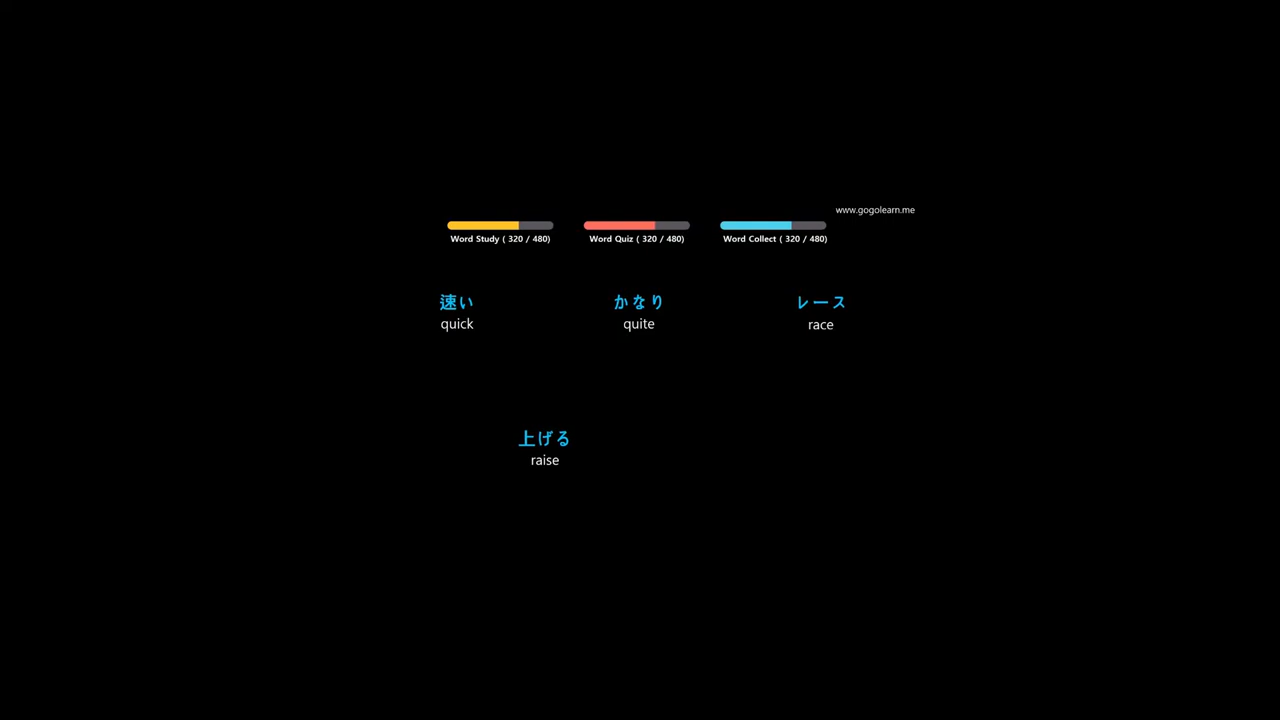 www.gogolearn.me
Word Study ( 320 / 480)
Word Quiz ( 320 / 480)
Word Collect ( 320 / 480)
速い
quick
かなり
quite
レース
race
上げる
raise